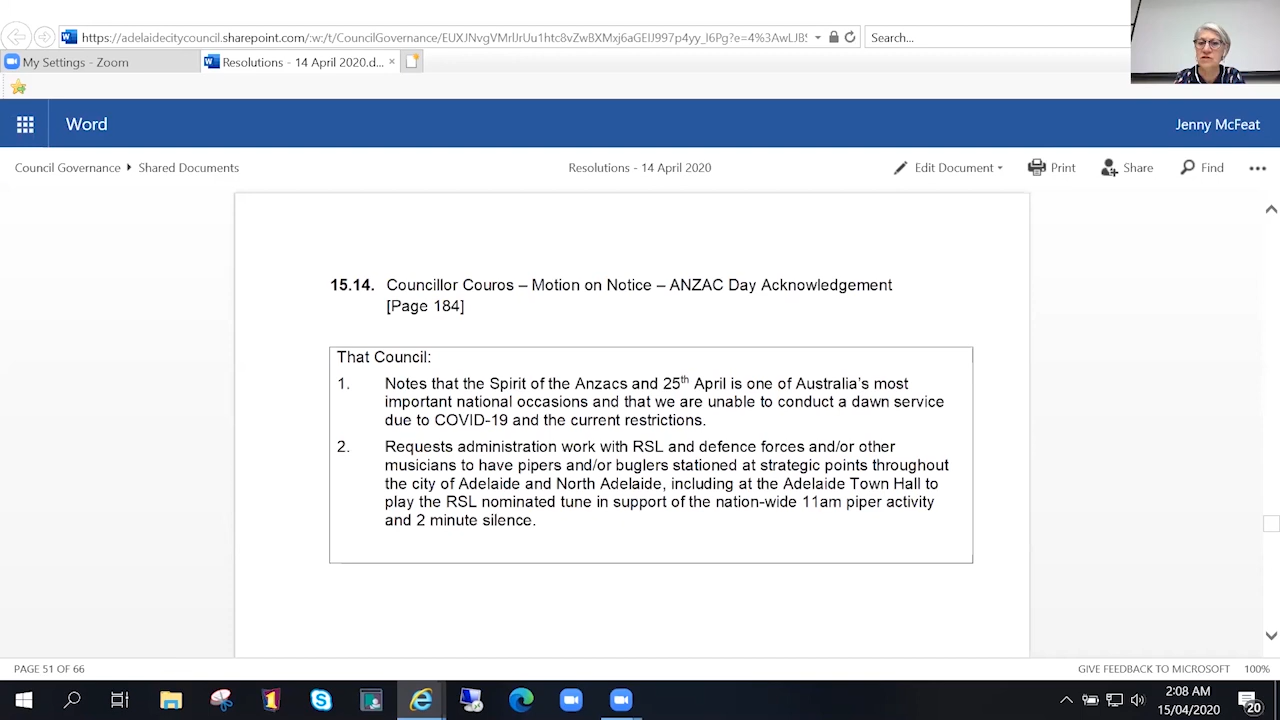 https://adelaidecitycouncil.sharepoint.com/:w:/t/CouncilGovernance/
Search...
My Settings - Zoom
Resolutions - 14 April 2020.d...
Word
Jenny McFeat
Council Governance Shared Documents
Resolutions - 14 April 2020
Edit Document
Print
Share
Find
15.14. Councillor Couros – Motion on Notice – ANZAC Day Acknowledgement
[Page 184]
That Council:
1. Notes that the Spirit of the Anzacs and 25th April is one of Australia’s most
important national occasions and that we are unable to conduct a dawn service
due to COVID-19 and the current restrictions.
2. Requests administration work with RSL and defence forces and/or other
musicians to have pipers and/or buglers stationed at strategic points throughout
the city of Adelaide and North Adelaide, including at the Adelaide Town Hall to
play the RSL nominated tune in support of the nation-wide 11am piper activity
and 2 minute silence.
PAGE 51 OF 66
GIVE FEEDBACK TO MICROSOFT 100%
2:08 AM
15/04/2020
20